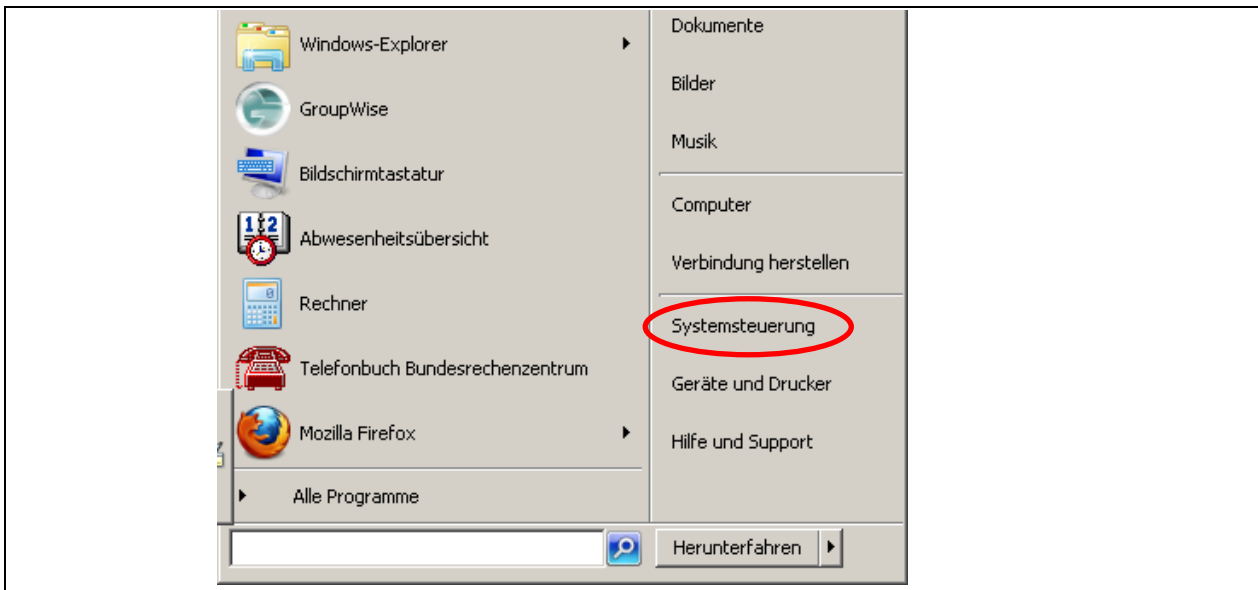 Windows-Explorer
GroupWise
Bildschirmtastatur
Abwesenheitsübersicht
Rechner
Telefonbuch Bundesrechenzentrum
Mozilla Firefox
Alle Programme
Dokumente
Bilder
Musik
Computer
Verbindung herstellen
Systemsteuerung
Geräte und Drucker
Hilfe und Support
Herunterfahren